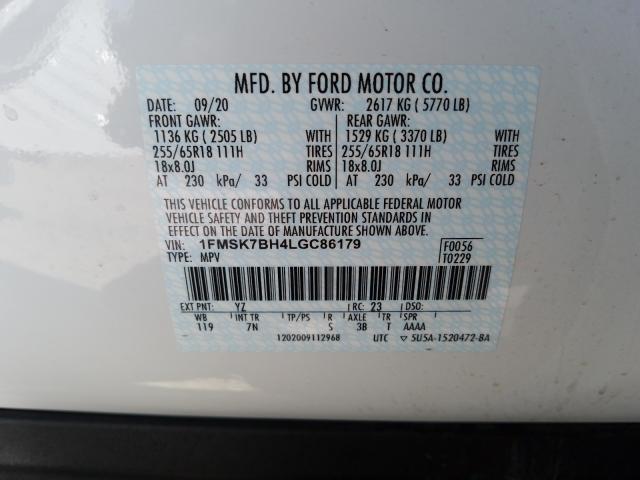 MFD. BY FORD MOTOR CO.
DATE: 09/20 GVWR: 2617 KG ( 5770 LB)
FRONT GAWR: REAR GAWR:
1136 KG ( 2505 LB) WITH 1529 KG ( 3370 LB) WITH
255/65R18 111H TIRES 255/65R18 111H TIRES
18x8.0J RIMS 18x8.0J RIMS
AT 230 kPa/ 33 PSI COLD AT 230 kPa/ 33 PSI COLD
THIS VEHICLE CONFORMS TO ALL APPLICABLE FEDERAL MOTOR
VEHICLE SAFETY AND THEFT PREVENTION STANDARDS IN
EFFECT ON THE DATE OF MANUFACTURE SHOWN ABOVE.
VIN: 1FMSK7BH4LGC86179 F0056
TYPE: MPV T0229
EXT PNT: YZ RC: 23 DSO:
WB INT TR TP/PS R AXLE TR SPR
119 7N S 3B T AAAA
1202009112968 UTC ▽ 5U5A-1520472-BA